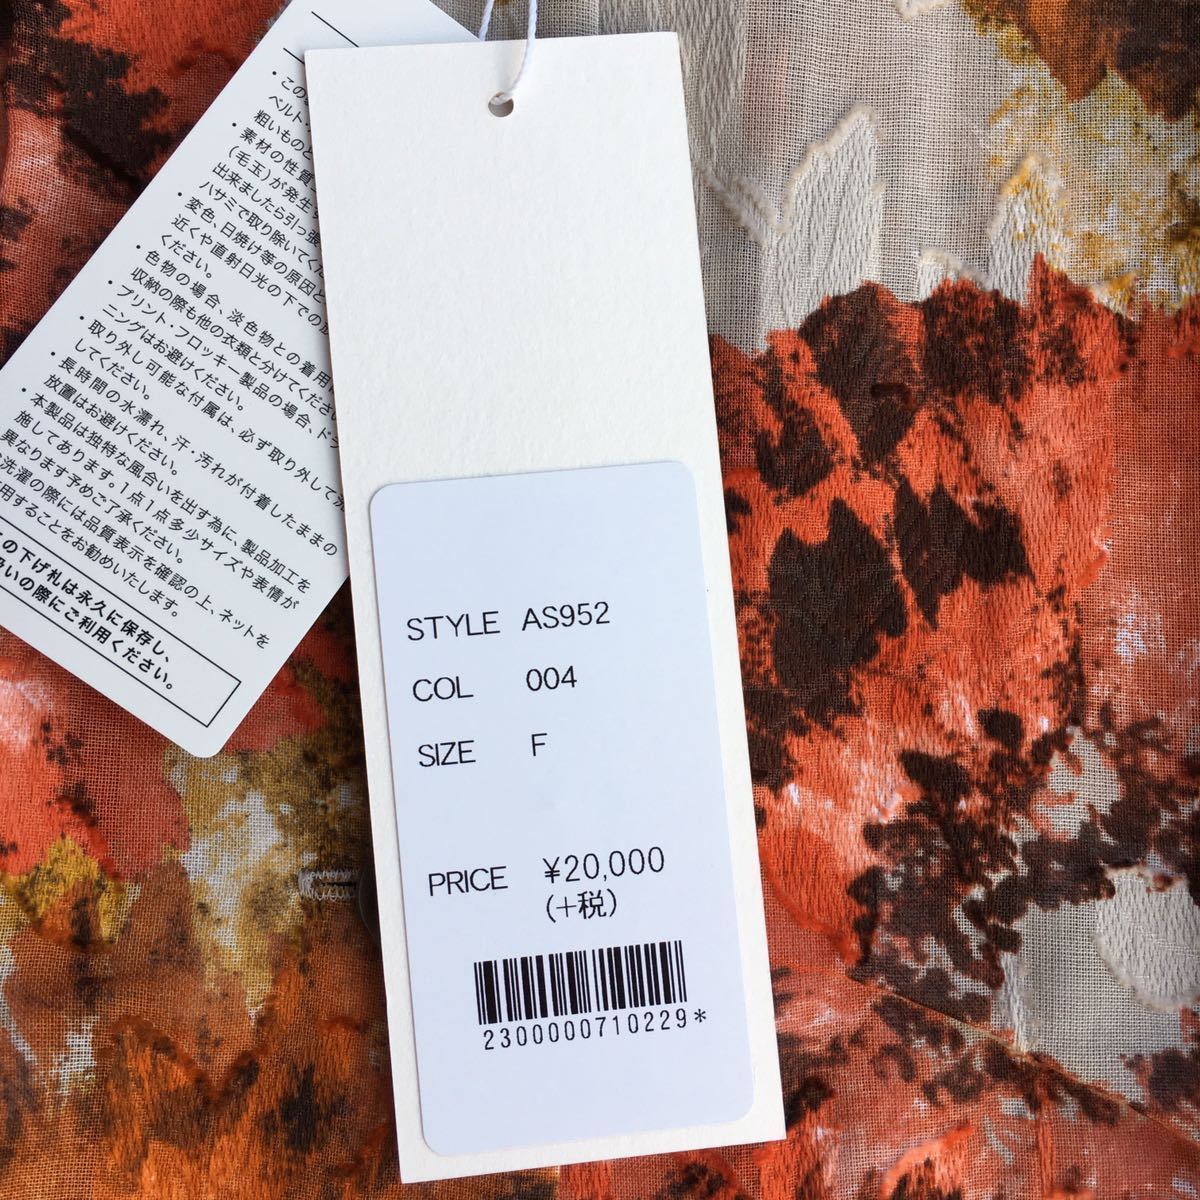 ・この
ベルト・
粗いものと
・素材の性質
(毛玉)が発生
出来ましたら引っ張
ハサミで取り除いてくだ
・変色、日焼け等の原因と
近くや直射日光の下での
ください。
・色物の場合、淡色物との着用
収納の際も他の衣類と分けてください
・プリント・フロッキー製品の場合、ドラ
ニングはお避けください。
・取り外し可能な付属は、必ず取り外して洗
してください。
・長時間の水濡れ、汗・汚れが付着したままの
放置はお避けください。
・本製品は独特な風合いを出す為に、製品加工を
施してあります。1点1点多少サイズや表情が
異なります予めご了承ください。
洗濯の際には品質表示を確認の上、ネットを
用することをお勧めいたします。
の下げ札は永久に保存し、
扱いの際にご利用ください。
STYLE AS952
COL 004
SIZE F
PRICE ¥20,000
(+税)
2300000710229*